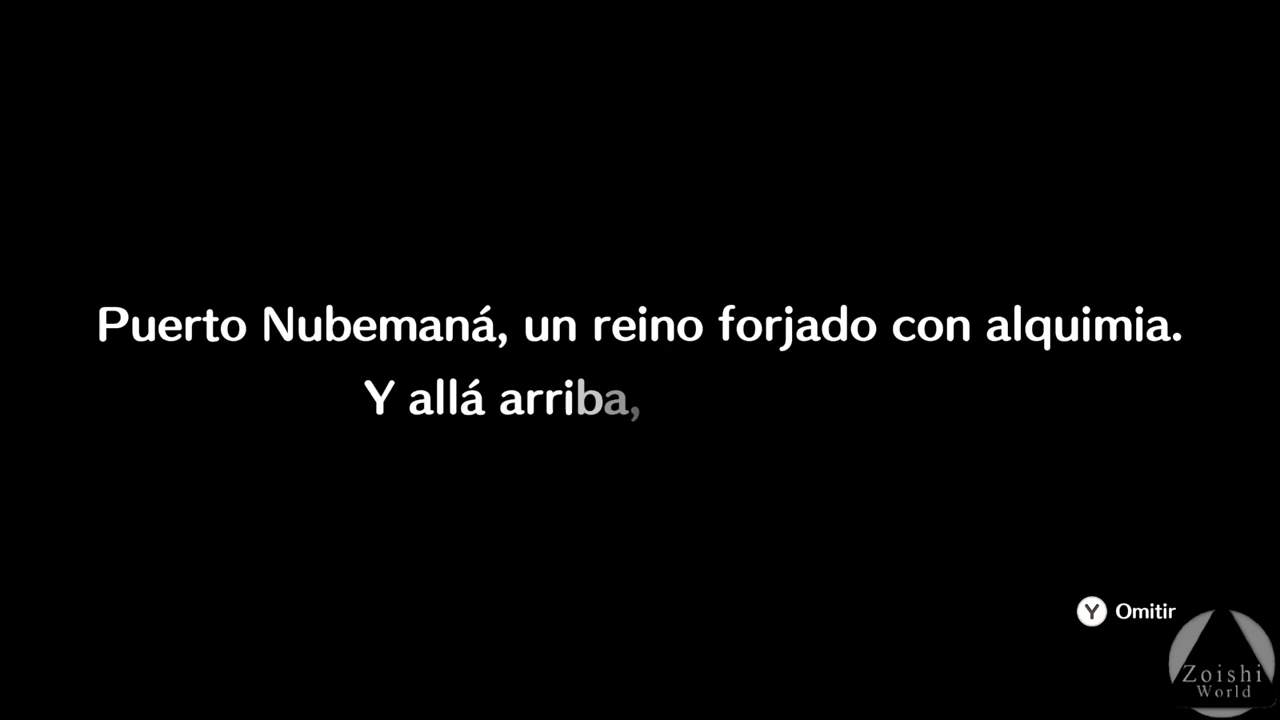 Puerto Nubemaná, un reino forjado con alquimia.
Y allá arriba,
Y Omitir
Zoishi
World